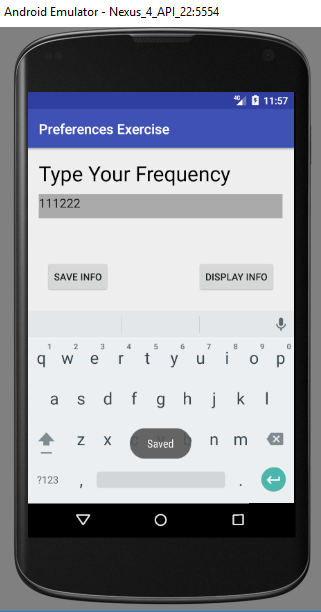 Android Emulator - Nexus_4_API_22:5554
4G 11:57
Preferences Exercise
Type Your Frequency
111222
SAVE INFO DISPLAY INFO
1 2 3 4 5 6 7 8 9 0
q w e r t y u i o p
a s d f g h j k l
z x c b n m
Saved
?123 , .